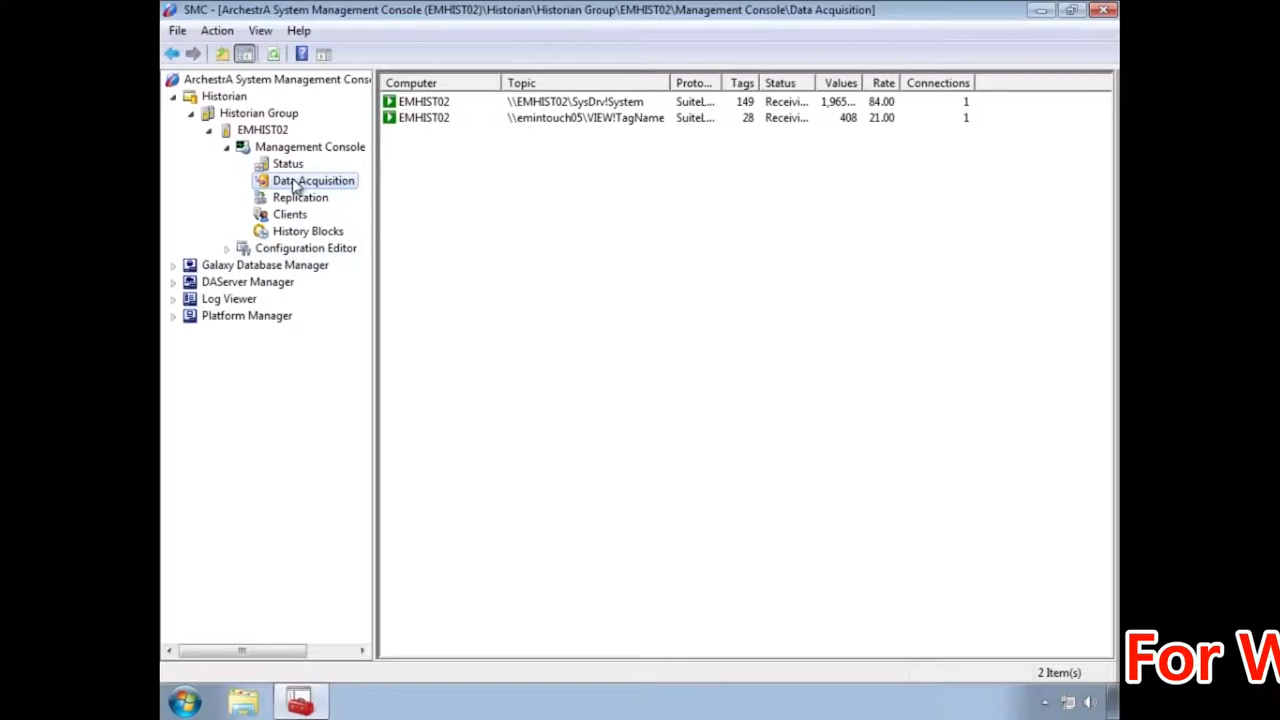 SMC - [ArchestrA System Management Console (EMHIST02)\Historian\Historian Group\EMHIST02\Management Console\Data Acquisition]
File Action View Help
ArchestrA System Management Cons
Historian
Historian Group
EMHIST02
Management Console
Status
Data Acquisition
Replication
Clients
History Blocks
Configuration Editor
Galaxy Database Manager
DAServer Manager
Log Viewer
Platform Manager
Computer Topic Proto... Tags Status Values Rate Connections
EMHIST02 \\EMHIST02\SysDrv!System SuiteL... 149 Receivi... 1,965... 84.00 1
EMHIST02 \\emintouch05\VIEW!TagName SuiteL... 28 Receivi... 408 21.00 1
2 Item(s)
For W